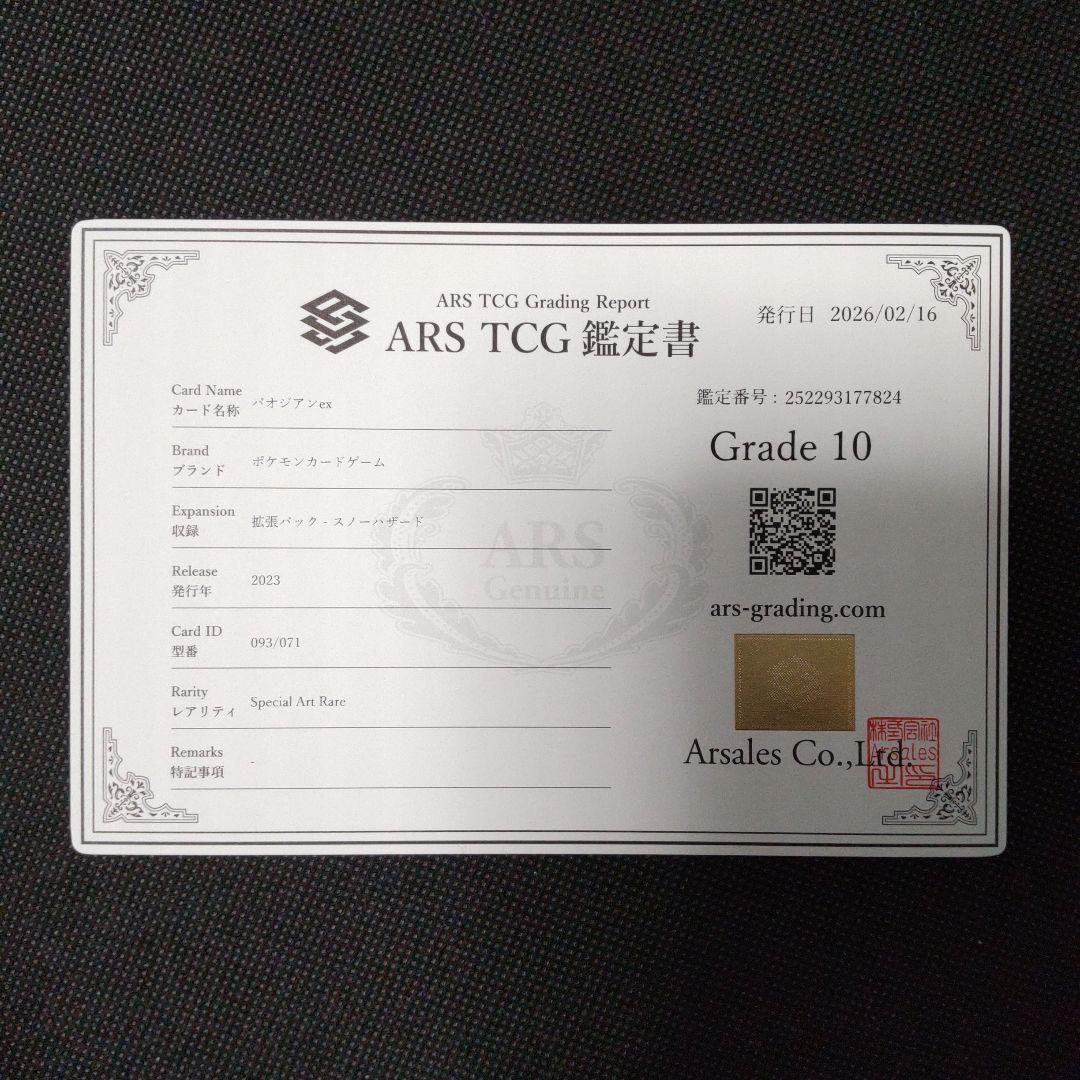 ARS TCG Grading Report
ARS TCG 鑑定書
発行日 2026/02/16
Card Name
カード名称 パオジアンex
Brand
ブランド ポケモンカードゲーム
Expansion
収録 拡張パック - スノーハザード
Release
発行年 2023
Card ID
型番 093/071
Rarity
レアリティ Special Art Rare
Remarks
特記事項 -
ARS
Genuine
鑑定番号 : 252293177824
Grade 10
ars-grading.com
Arsales Co.,Ltd.
株式会社
Arsales